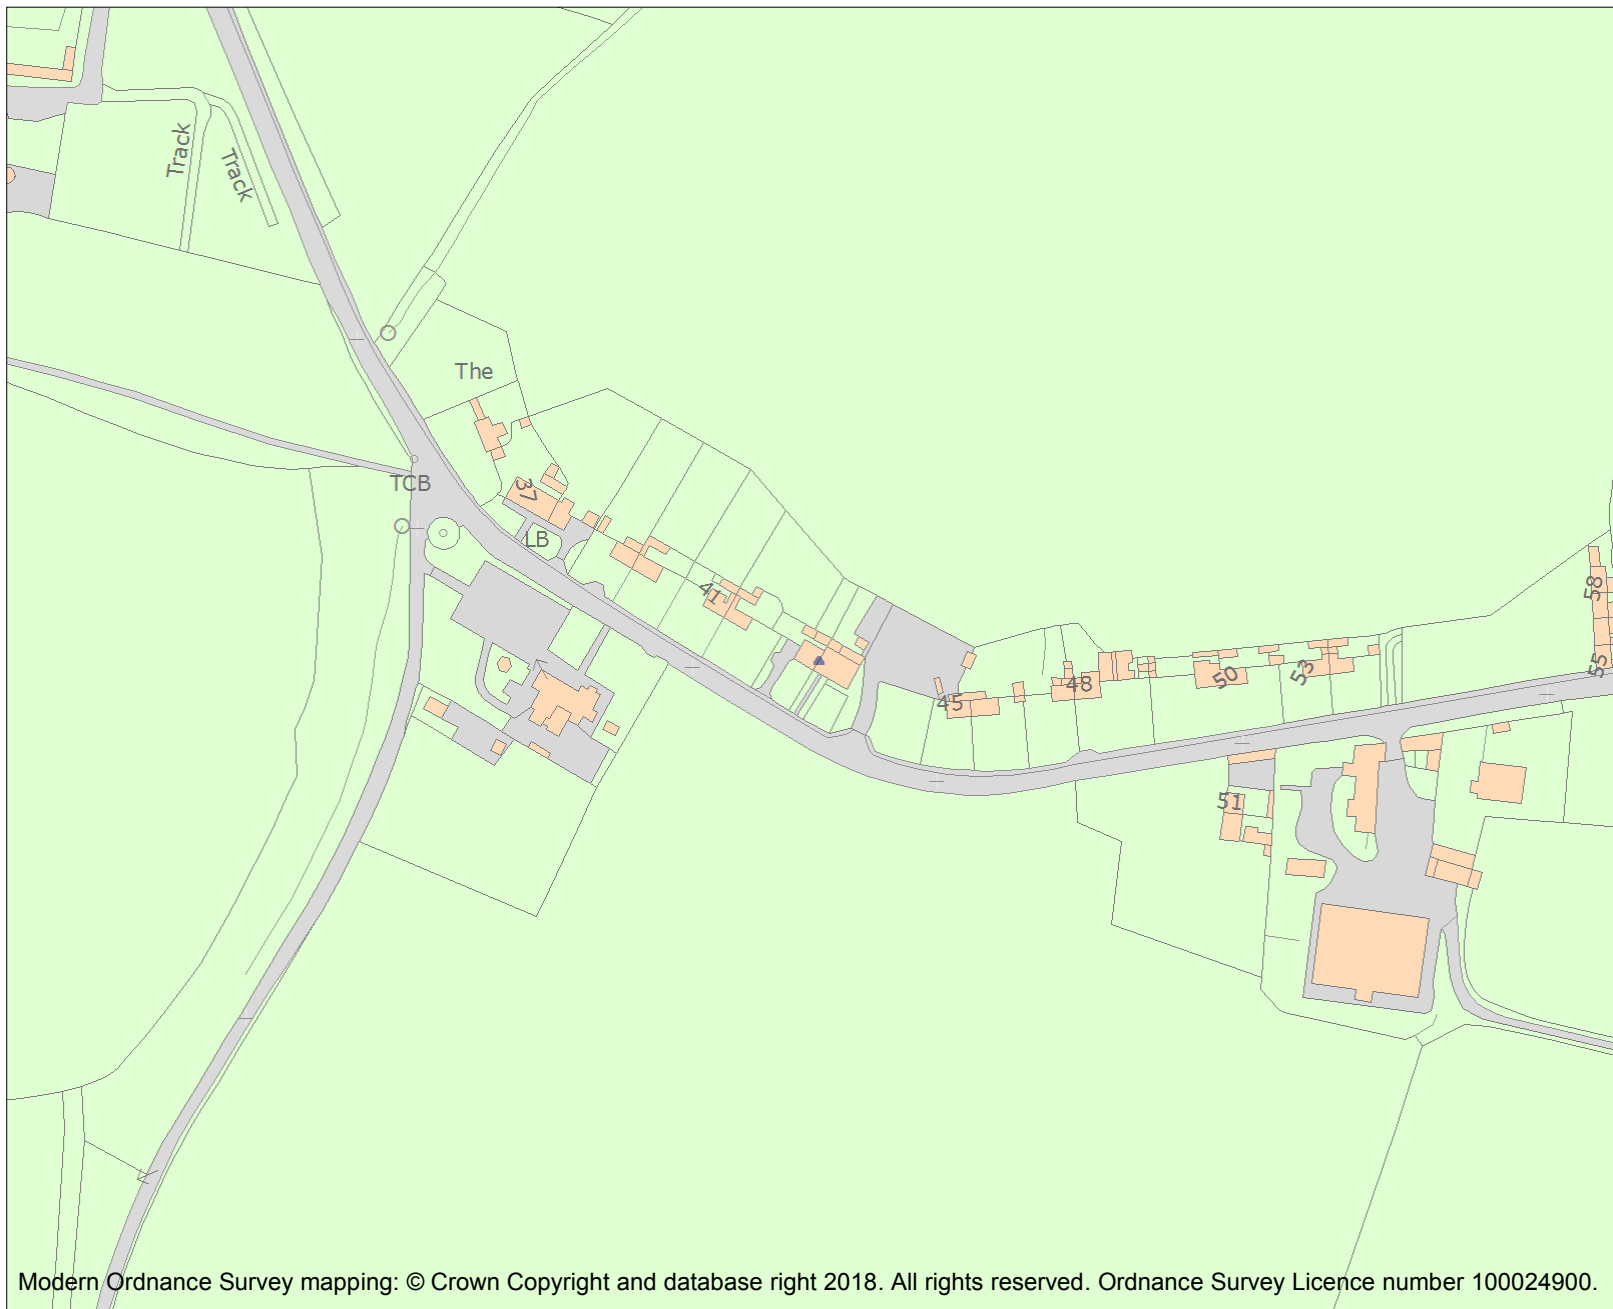 Track
Track
The
TCB
37
LB
41
45
48
50
53
58
55
51
Modern Ordnance Survey mapping: © Crown Copyright and database right 2018. All rights reserved. Ordnance Survey Licence number 100024900.